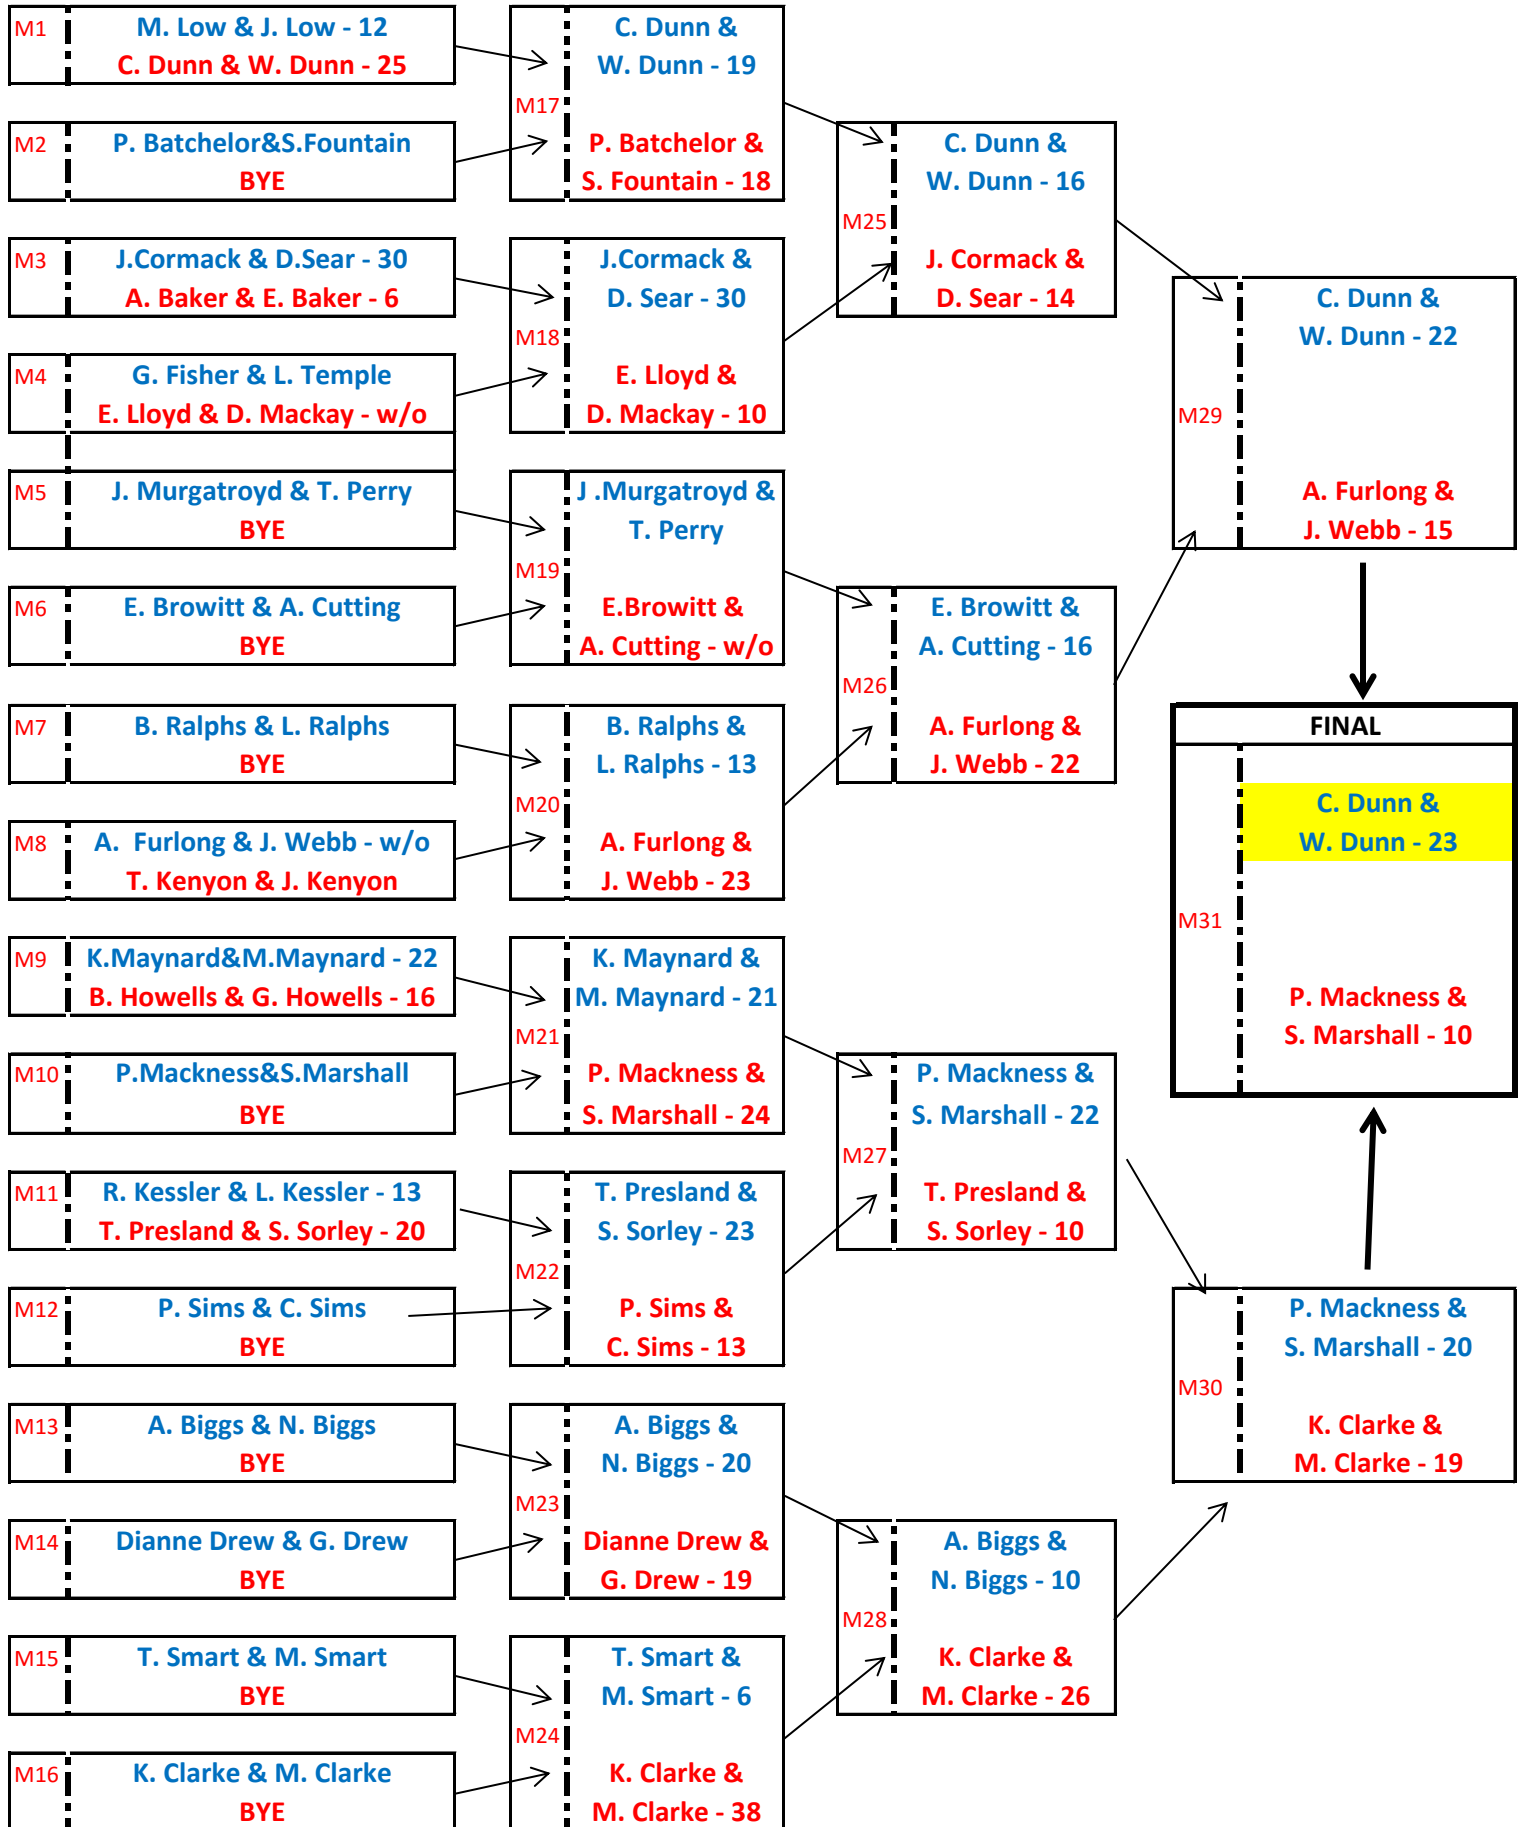 M1
M. Low & J. Low - 12
C. Dunn & W. Dunn - 25
M2
P. Batchelor&S.Fountain
BYE
M3
J.Cormack & D.Sear - 30
A. Baker & E. Baker - 6
M4
G. Fisher & L. Temple
E. Lloyd & D. Mackay - w/o
M5
J. Murgatroyd & T. Perry
BYE
M6
E. Browitt & A. Cutting
BYE
M7
B. Ralphs & L. Ralphs
BYE
M8
A.  Furlong & J. Webb - w/o
T. Kenyon & J. Kenyon
M9
K.Maynard&M.Maynard - 22
B. Howells & G. Howells - 16
M10
P.Mackness&S.Marshall
BYE
M11
R. Kessler & L. Kessler - 13
T. Presland & S. Sorley - 20
M12
P. Sims & C. Sims
BYE
M13
A. Biggs & N. Biggs
BYE
M14
Dianne Drew & G. Drew
BYE
M15
T. Smart & M. Smart
BYE
M16
K. Clarke & M. Clarke
BYE
M17
C. Dunn &
W. Dunn - 19
P. Batchelor &
S. Fountain - 18
M18
J.Cormack &
D. Sear - 30
E. Lloyd &
D. Mackay - 10
M19
J .Murgatroyd &
T. Perry
E.Browitt &
A. Cutting - w/o
M20
B. Ralphs &
L. Ralphs - 13
A. Furlong &
J. Webb - 23
M21
K. Maynard &
M. Maynard - 21
P. Mackness &
S. Marshall - 24
M22
T. Presland &
S. Sorley - 23
P. Sims &
C. Sims - 13
M23
A. Biggs &
N. Biggs - 20
Dianne Drew &
G. Drew - 19
M24
T. Smart &
M. Smart - 6
K. Clarke &
M. Clarke - 38
M25
C. Dunn &
W. Dunn - 16
J. Cormack &
D. Sear - 14
M26
E. Browitt &
A. Cutting - 16
A. Furlong &
J. Webb - 22
M27
P. Mackness &
S. Marshall - 22
T. Presland &
S. Sorley - 10
M28
A. Biggs &
N. Biggs - 10
K. Clarke &
M. Clarke - 26
M29
C. Dunn &
W. Dunn - 22
A. Furlong &
J. Webb - 15
FINAL
M31
C. Dunn &
W. Dunn - 23
P. Mackness &
S. Marshall - 10
M30
P. Mackness &
S. Marshall - 20
K. Clarke &
M. Clarke - 19